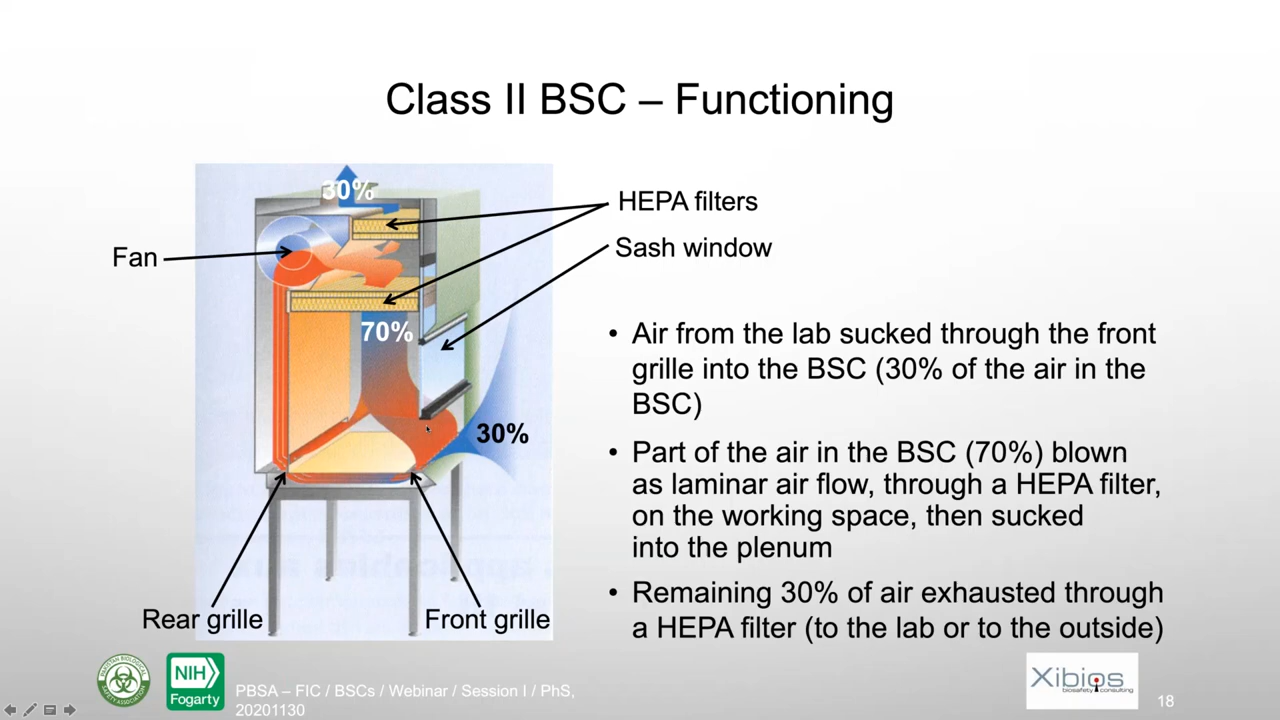 Class II BSC – Functioning
30%
HEPA filters
Sash window
Fan
70%
30%
Rear grille
Front grille
• Air from the lab sucked through the front
grille into the BSC (30% of the air in the
BSC)
• Part of the air in the BSC (70%) blown
as laminar air flow, through a HEPA filter,
on the working space, then sucked
into the plenum
• Remaining 30% of air exhausted through
a HEPA filter (to the lab or to the outside)
NIH
Fogarty
PBSA – FIC / BSCs / Webinar / Session I / PhS,
20201130
Xibios
biosafety consulting
18